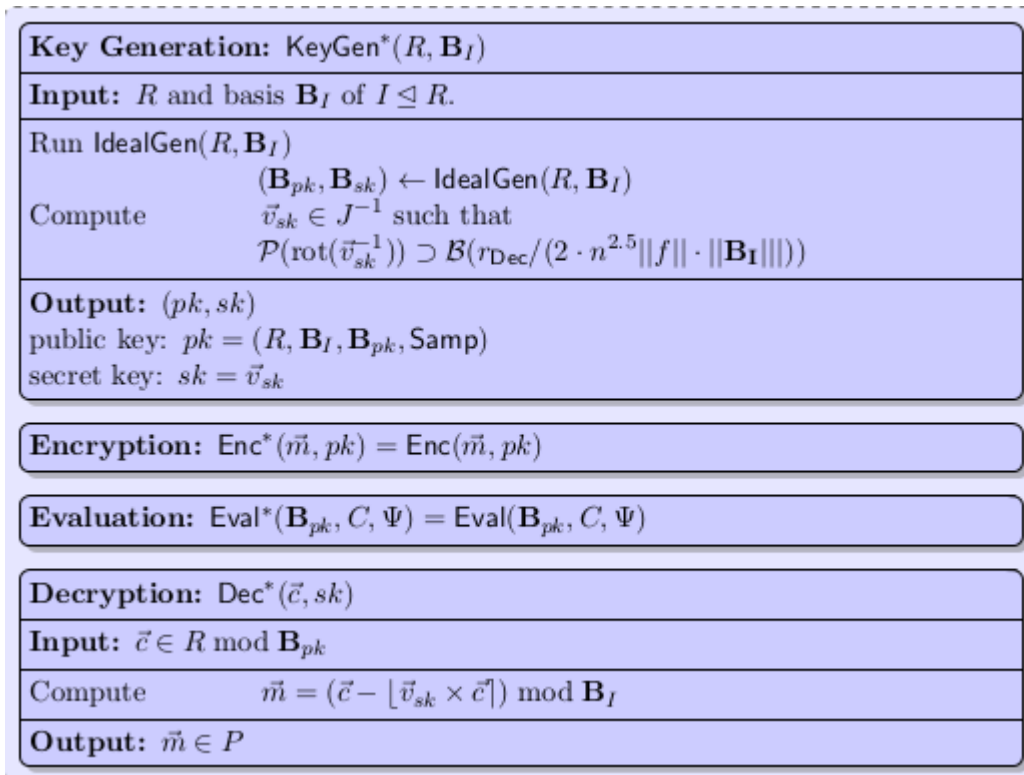 Key Generation: KeyGen*(R, B_I)
Input: R and basis B_I of I ⊴ R.
Run IdealGen(R, B_I)
(B_pk, B_sk) ← IdealGen(R, B_I)
Compute v⃗_sk ∈ J^{-1} such that
P(rot(v⃗_sk^{-1})) ⊃ B(r_Dec/(2 · n^{2.5}||f|| · ||B_I|||))
Output: (pk, sk)
public key: pk = (R, B_I, B_pk, Samp)
secret key: sk = v⃗_sk
Encryption: Enc*(m⃗, pk) = Enc(m⃗, pk)
Evaluation: Eval*(B_pk, C, Ψ) = Eval(B_pk, C, Ψ)
Decryption: Dec*(c⃗, sk)
Input: c⃗ ∈ R mod B_pk
Compute m⃗ = (c⃗ − ⌊v⃗_sk × c⃗⌉) mod B_I
Output: m⃗ ∈ P